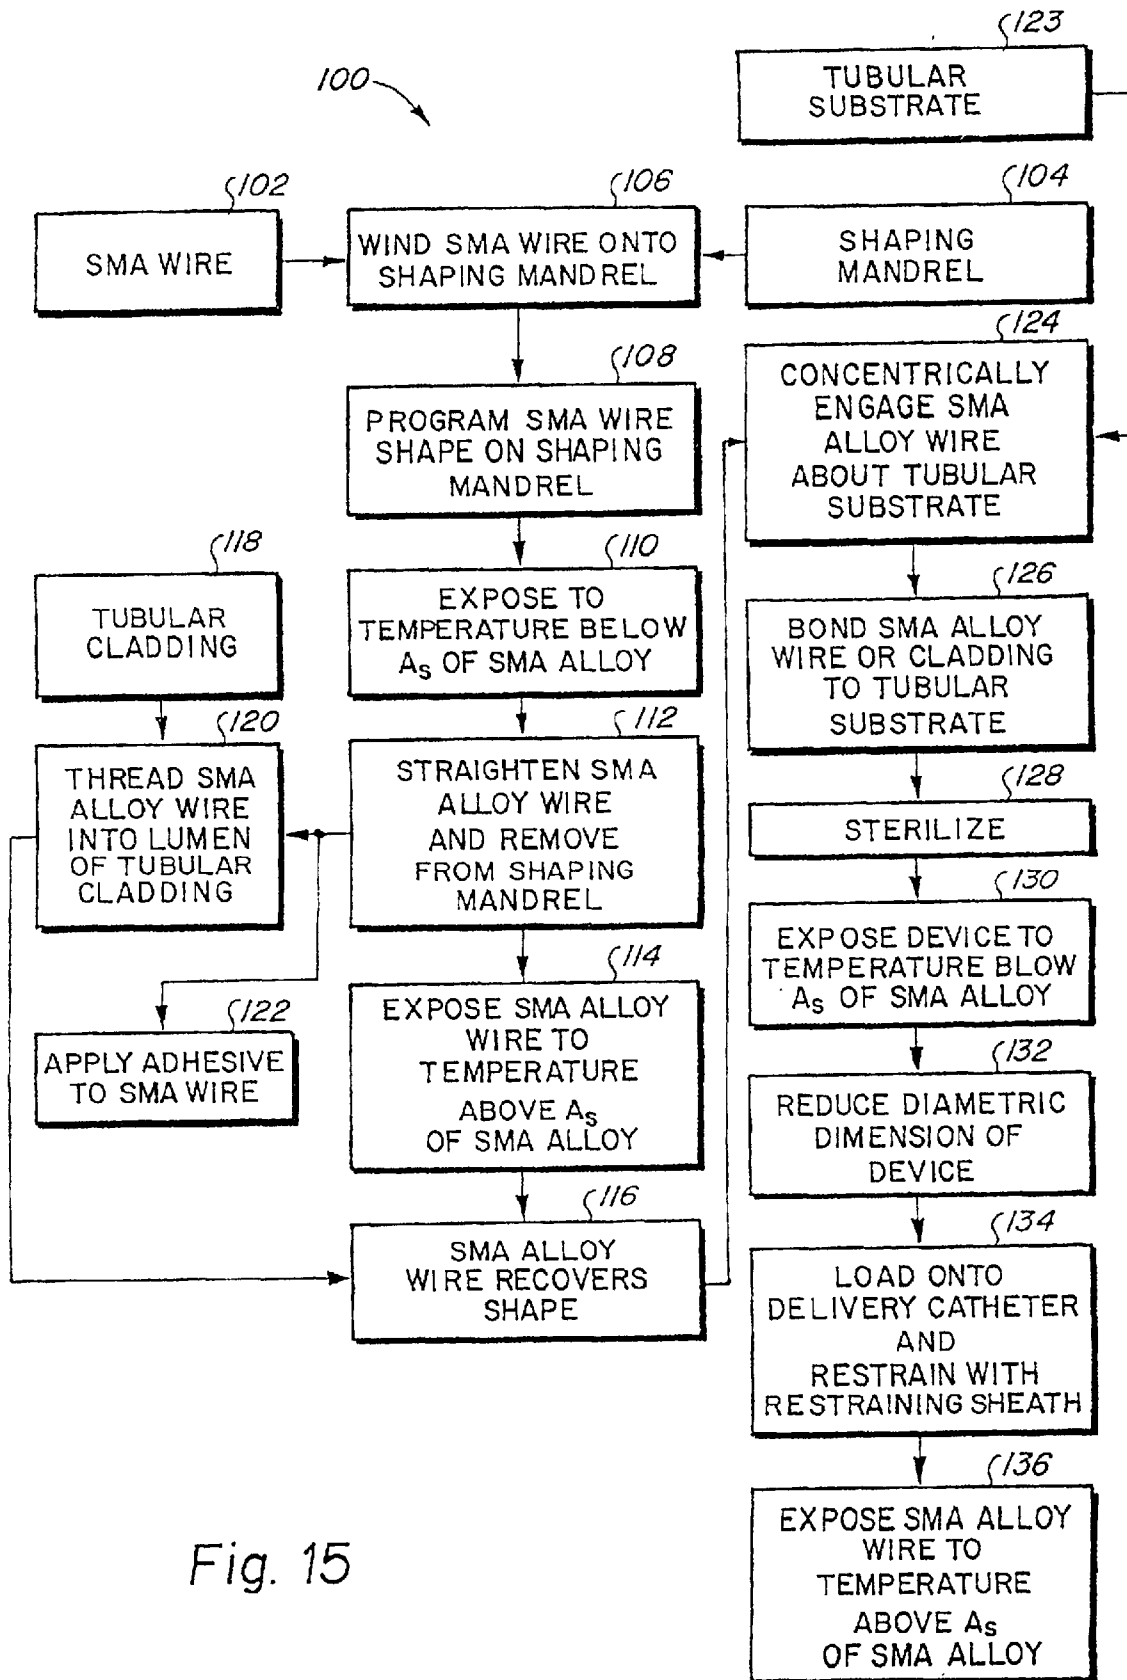 123
TUBULAR
SUBSTRATE
100
102
SMA WIRE
106
WIND SMA WIRE ONTO
SHAPING MANDREL
104
SHAPING
MANDREL
108
PROGRAM SMA WIRE
SHAPE ON SHAPING
MANDREL
124
CONCENTRICALLY
ENGAGE SMA
ALLOY WIRE
ABOUT TUBULAR
SUBSTRATE
118
TUBULAR
CLADDING
110
EXPOSE TO
TEMPERATURE BELOW
As OF SMA ALLOY
126
BOND SMA ALLOY
WIRE OR CLADDING
TO TUBULAR
SUBSTRATE
120
THREAD SMA
ALLOY WIRE
INTO LUMEN
OF TUBULAR
CLADDING
112
STRAIGHTEN SMA
ALLOY WIRE
AND REMOVE
FROM SHAPING
MANDREL
128
STERILIZE
130
EXPOSE DEVICE TO
TEMPERATURE BLOW
As OF SMA ALLOY
122
APPLY ADHESIVE
TO SMA WIRE
114
EXPOSE SMA ALLOY
WIRE TO
TEMPERATURE
ABOVE As
OF SMA ALLOY
132
REDUCE DIAMETRIC
DIMENSION OF
DEVICE
116
SMA ALLOY
WIRE RECOVERS
SHAPE
134
LOAD ONTO
DELIVERY CATHETER
AND
RESTRAIN WITH
RESTRAINING SHEATH
136
EXPOSE SMA ALLOY
WIRE TO
TEMPERATURE
ABOVE As
OF SMA ALLOY
Fig. 15